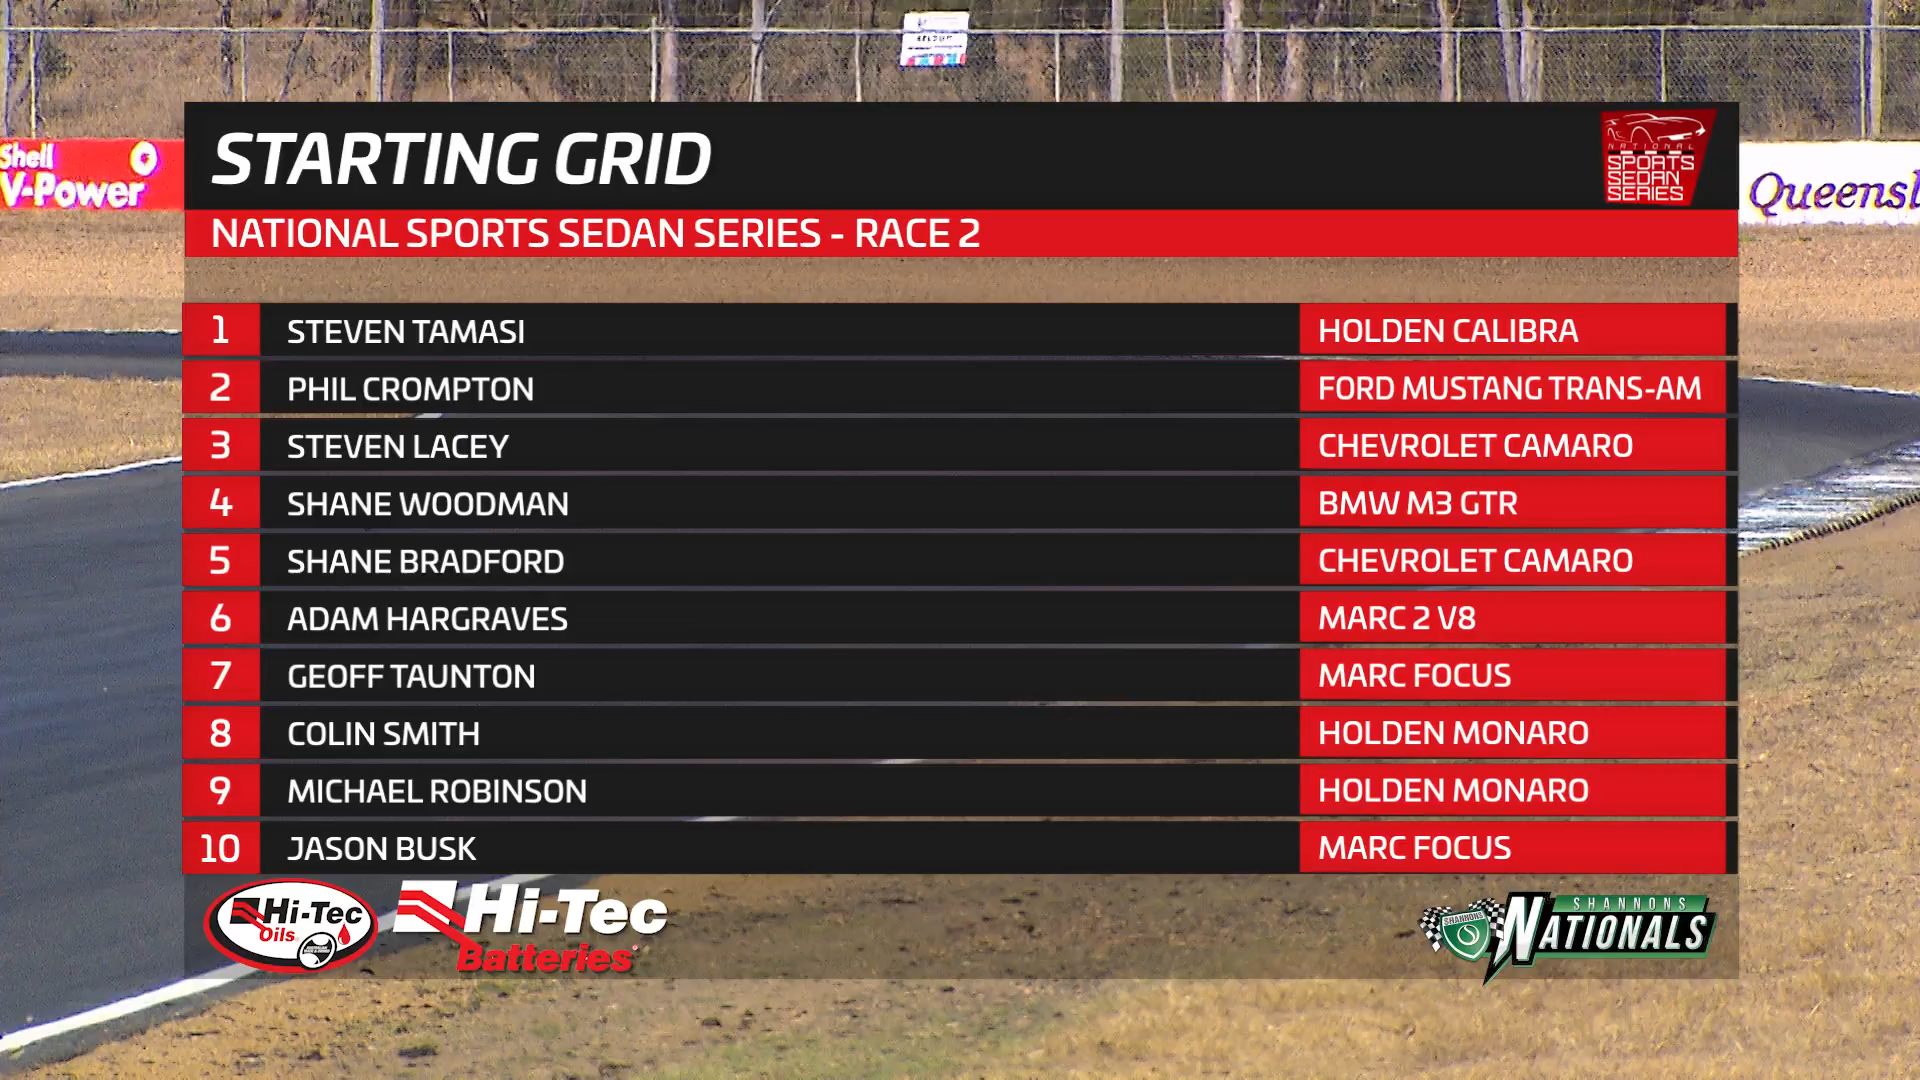 Shell
V-Power
Queensl
STARTING GRID
NATIONAL
SPORTS
SEDAN
SERIES
NATIONAL SPORTS SEDAN SERIES - RACE 2
1 STEVEN TAMASI HOLDEN CALIBRA
2 PHIL CROMPTON FORD MUSTANG TRANS-AM
3 STEVEN LACEY CHEVROLET CAMARO
4 SHANE WOODMAN BMW M3 GTR
5 SHANE BRADFORD CHEVROLET CAMARO
6 ADAM HARGRAVES MARC 2 V8
7 GEOFF TAUNTON MARC FOCUS
8 COLIN SMITH HOLDEN MONARO
9 MICHAEL ROBINSON HOLDEN MONARO
10 JASON BUSK MARC FOCUS
Hi-Tec
Oils
Hi-Tec
Batteries
SHANNONS
SHANNONS
NATIONALS